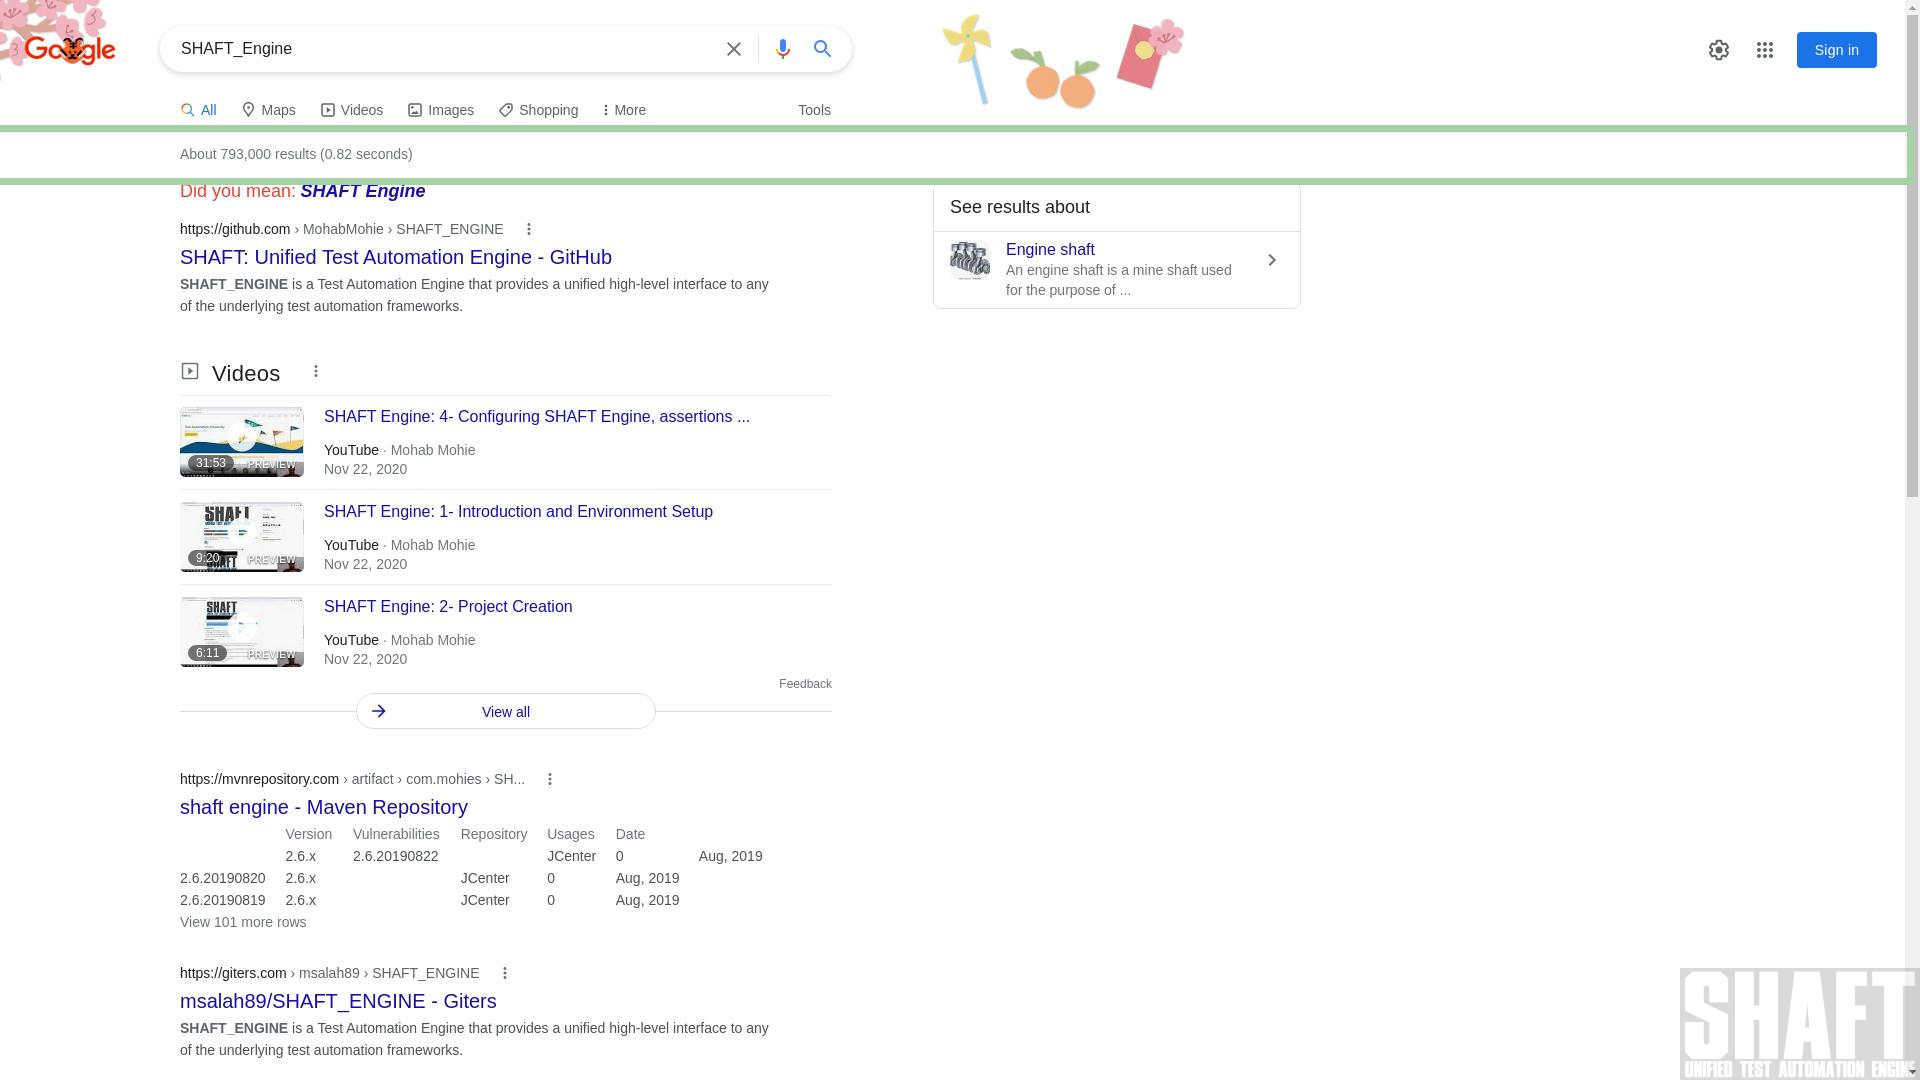 Google
SHAFT_Engine
Sign in
All
Maps
Videos
Images
Shopping
More
Tools
About 793,000 results (0.82 seconds)
Did you mean: SHAFT Engine
https://github.com › MohabMohie › SHAFT_ENGINE
SHAFT: Unified Test Automation Engine - GitHub
SHAFT_ENGINE is a Test Automation Engine that provides a unified high-level interface to any
of the underlying test automation frameworks.
See results about
Engine shaft
An engine shaft is a mine shaft used
for the purpose of ...
Videos
SHAFT Engine: 4- Configuring SHAFT Engine, assertions ...
31:53
PREVIEW
YouTube · Mohab Mohie
Nov 22, 2020
SHAFT Engine: 1- Introduction and Environment Setup
SHAFT
9:20
PREVIEW
YouTube · Mohab Mohie
Nov 22, 2020
SHAFT Engine: 2- Project Creation
SHAFT
6:11
PREVIEW
YouTube · Mohab Mohie
Nov 22, 2020
Feedback
View all
https://mvnrepository.com › artifact › com.mohies › SH...
shaft engine - Maven Repository
Version Vulnerabilities Repository Usages Date
2.6.x 2.6.20190822 JCenter 0 Aug, 2019
2.6.20190820 2.6.x JCenter 0 Aug, 2019
2.6.20190819 2.6.x JCenter 0 Aug, 2019
View 101 more rows
https://giters.com › msalah89 › SHAFT_ENGINE
msalah89/SHAFT_ENGINE - Giters
SHAFT_ENGINE is a Test Automation Engine that provides a unified high-level interface to any
of the underlying test automation frameworks.
SHAFT
UNIFIED TEST AUTOMATION ENGINE